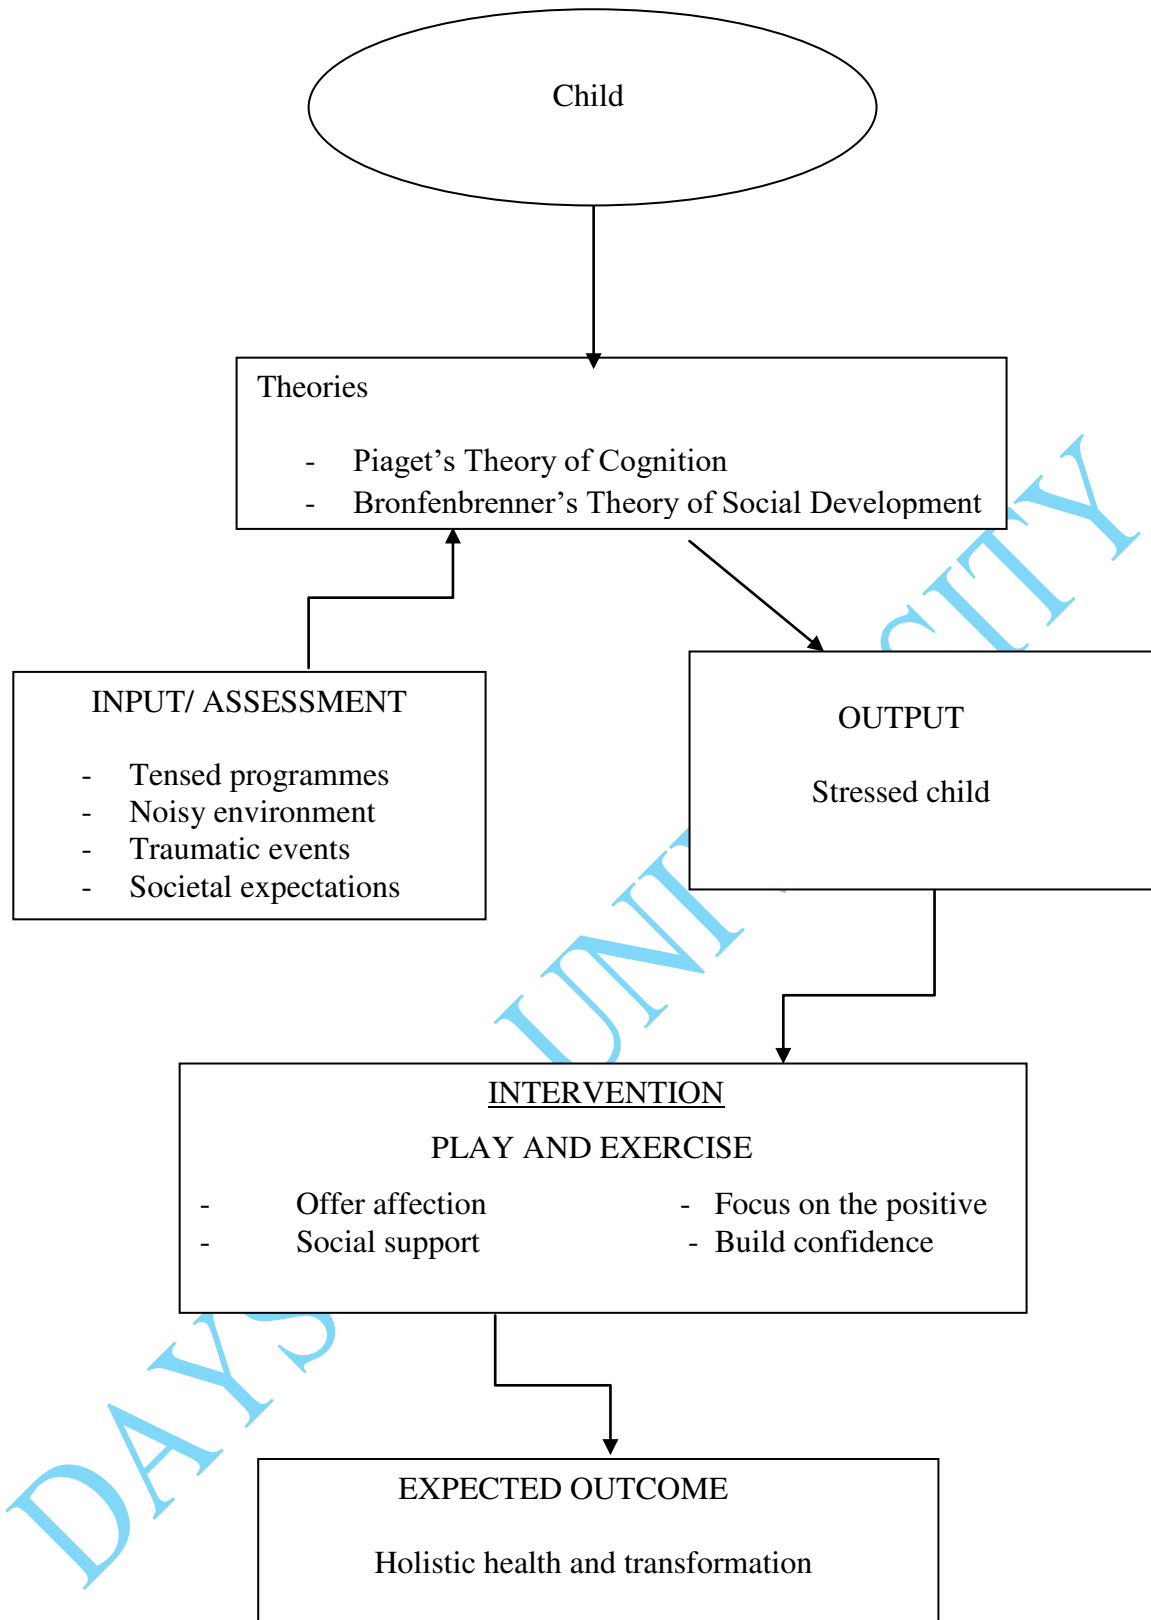 Child
Theories
- Piaget’s Theory of Cognition
- Bronfenbrenner’s Theory of Social Development
INPUT/ ASSESSMENT
- Tensed programmes
- Noisy environment
- Traumatic events
- Societal expectations
OUTPUT
Stressed child
INTERVENTION
PLAY AND EXERCISE
- Offer affection - Focus on the positive
- Social support - Build confidence
EXPECTED OUTCOME
Holistic health and transformation